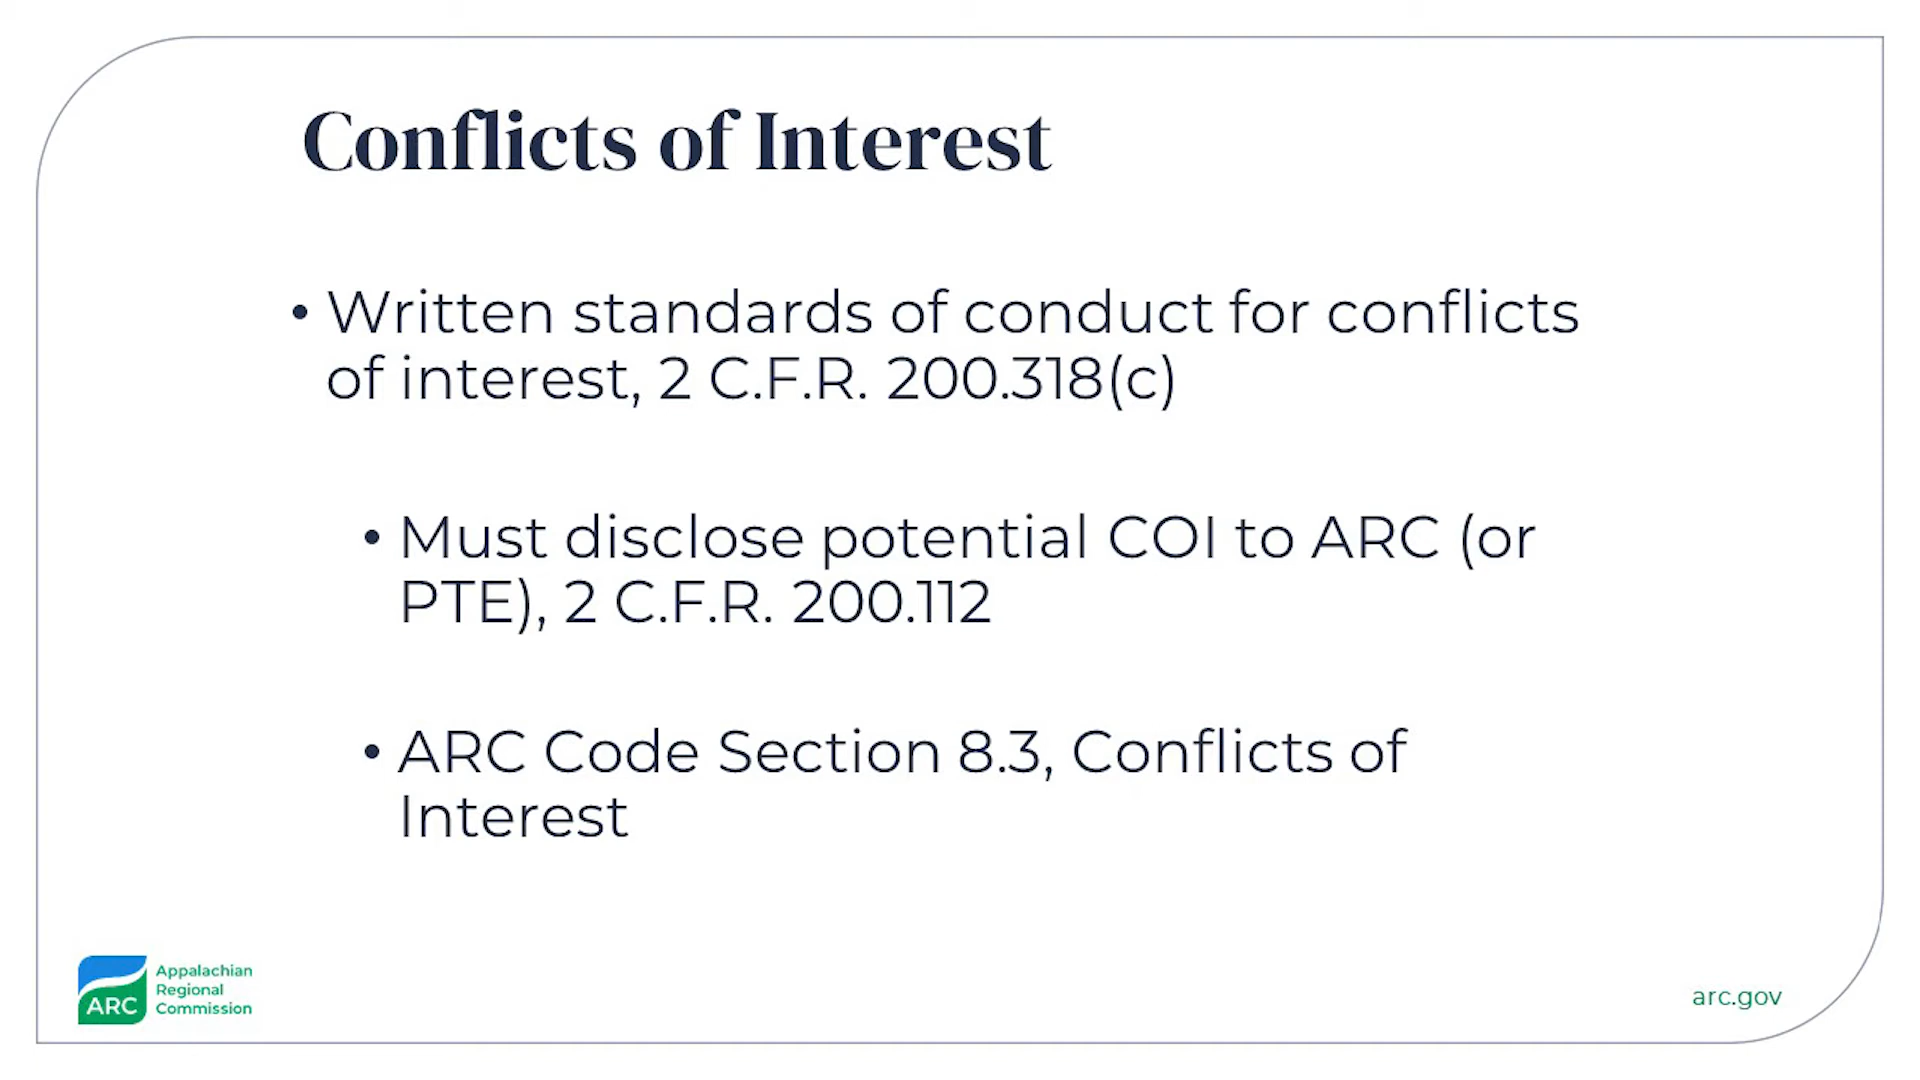 Conflicts of Interest
• Written standards of conduct for conflicts
of interest, 2 C.F.R. 200.318(c)
• Must disclose potential COI to ARC (or
PTE), 2 C.F.R. 200.112
• ARC Code Section 8.3, Conflicts of
Interest
ARC
Appalachian
Regional
Commission
arc.gov